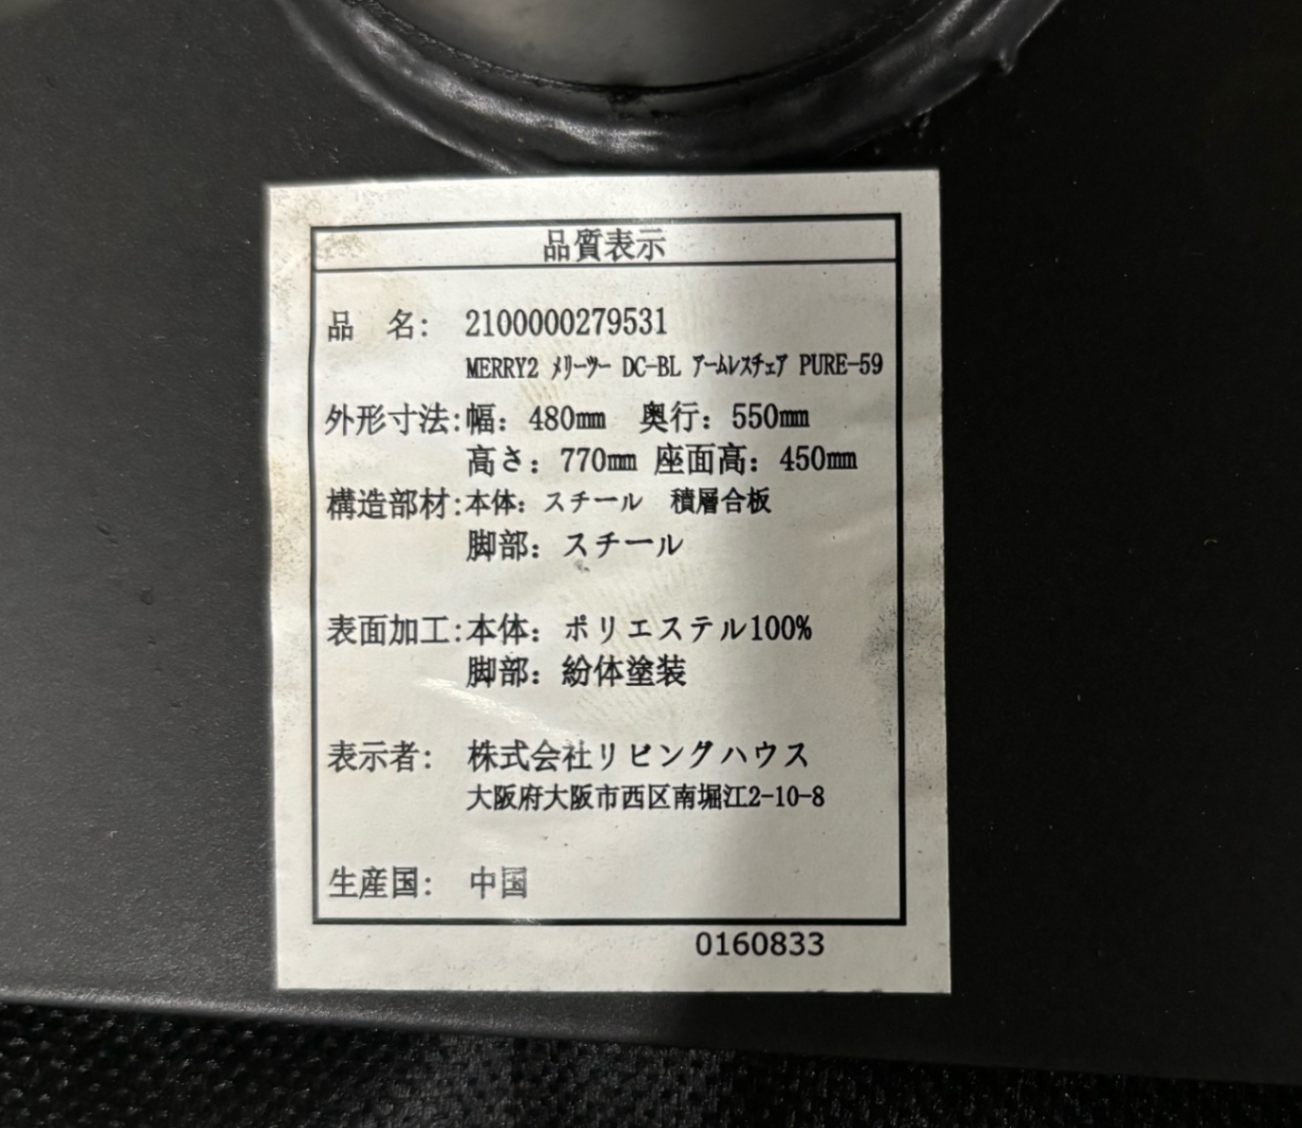 品質表示
品　名: 2100000279531
MERRY2 メリーツー DC-BL アームレスチェア PURE-59
外形寸法:幅: 480㎜　奥行: 550㎜
高さ: 770㎜ 座面高: 450㎜
構造部材:本体: スチール　積層合板
脚部: スチール
表面加工:本体: ポリエステル100%
脚部: 紛体塗装
表示者: 株式会社リビングハウス
大阪府大阪市西区南堀江2-10-8
生産国: 中国
0160833